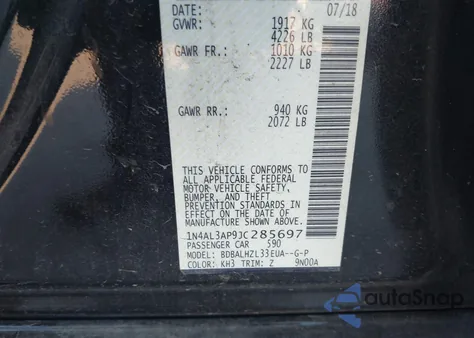 DATE: 07/18
GVWR: 1917 KG
4226 LB
GAWR FR.: 1010 KG
2227 LB
GAWR RR.: 940 KG
2072 LB
THIS VEHICLE CONFORMS TO
ALL APPLICABLE FEDERAL
MOTOR VEHICLE SAFETY,
BUMPER, AND THEFT
PREVENTION STANDARDS IN
EFFECT ON THE DATE OF
MANUFACTURE SHOWN ABOVE.
1N4AL3AP9JC285697
PASSENGER CAR 590
MODEL: BDBALHZL33EUA--G-P
COLOR: KH3 TRIM: Z 9N00A
autoSnap